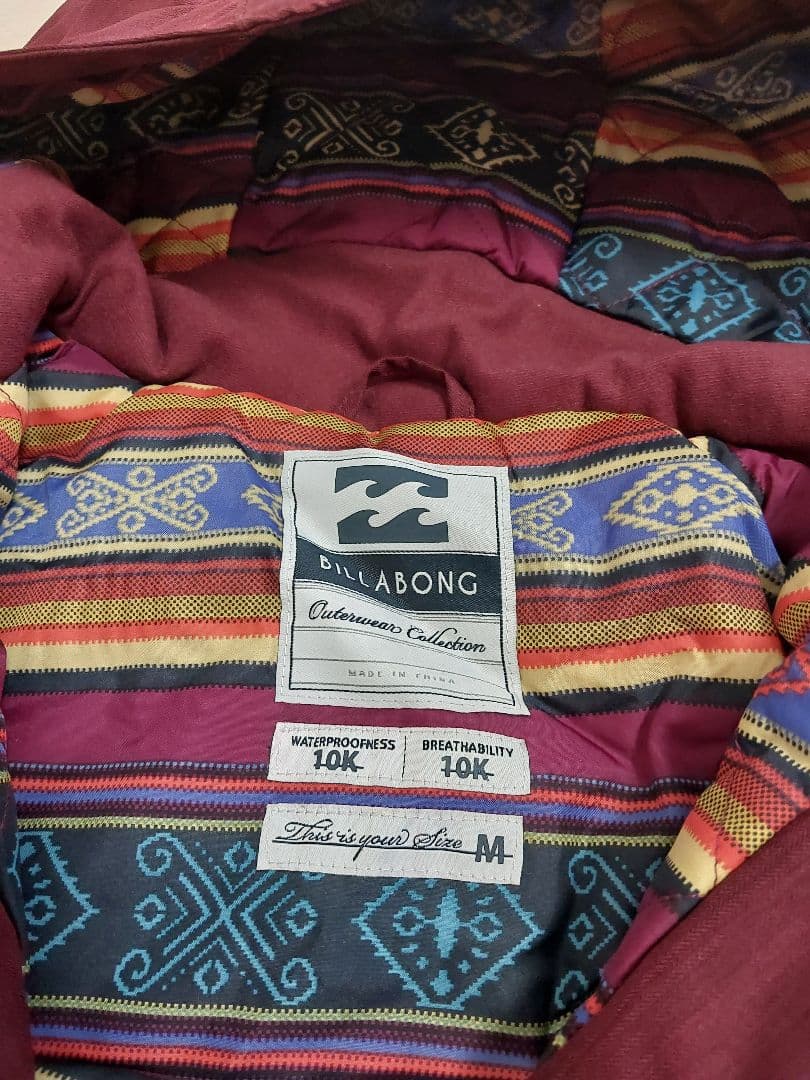 BILLABONG
Outerwear Collection
MADE IN CHINA
WATERPROOFNESS BREATHABILITY
10K 10K
This is your Size M